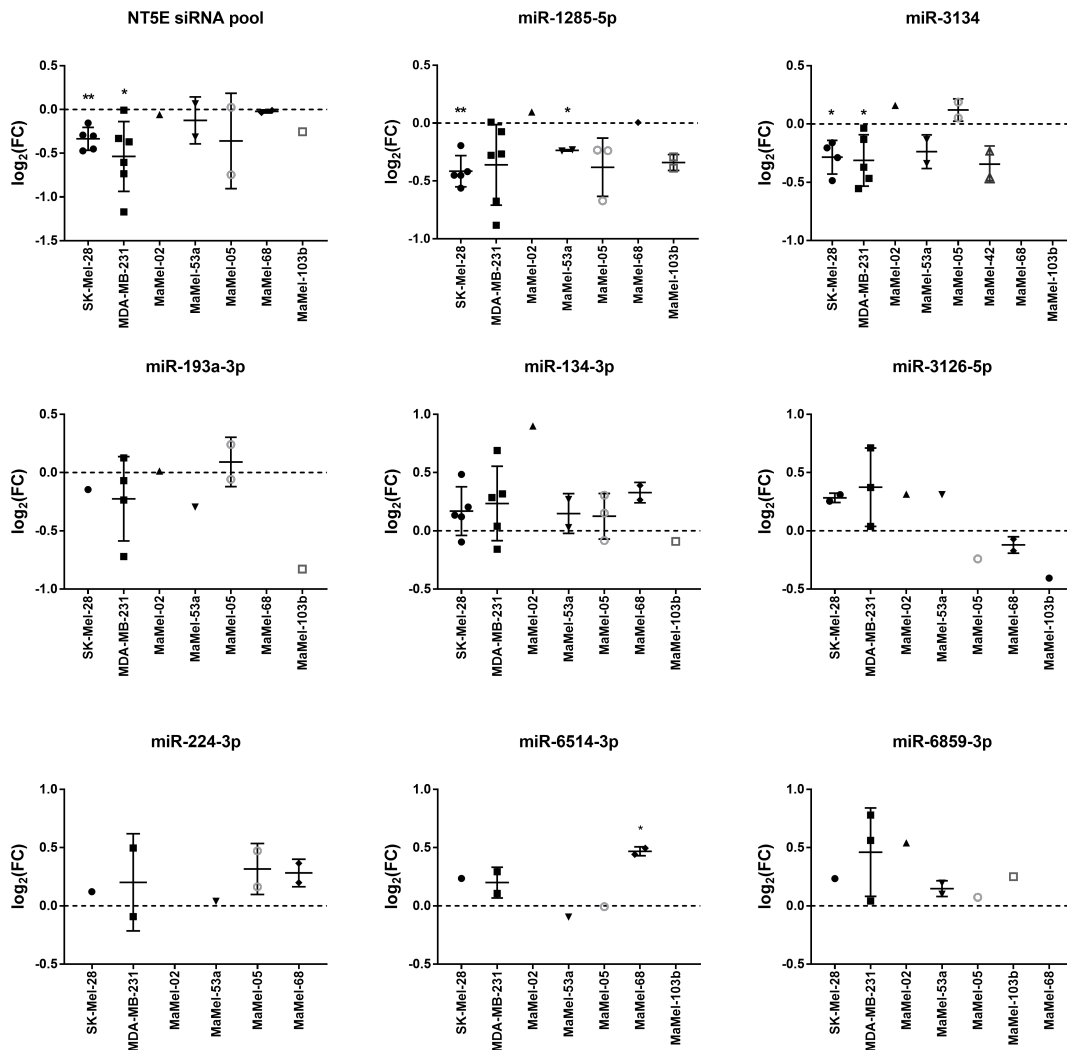 NT5E siRNA pool
miR-1285-5p
miR-3134
log2(FC)
0.5
0.0
-0.5
-1.0
-1.5
**
*
SK-Mel-28
MDA-MB-231
MaMel-02
MaMel-53a
MaMel-05
MaMel-68
MaMel-103b
log2(FC)
0.5
0.0
-0.5
-1.0
**
*
SK-Mel-28
MDA-MB-231
MaMel-02
MaMel-53a
MaMel-05
MaMel-68
MaMel-103b
log2(FC)
0.5
0.0
-0.5
-1.0
*
*
SK-Mel-28
MDA-MB-231
MaMel-02
MaMel-53a
MaMel-05
MaMel-42
MaMel-68
MaMel-103b
miR-193a-3p
miR-134-3p
miR-3126-5p
log2(FC)
0.5
0.0
-0.5
-1.0
SK-Mel-28
MDA-MB-231
MaMel-02
MaMel-53a
MaMel-05
MaMel-68
MaMel-103b
log2(FC)
1.0
0.5
0.0
-0.5
SK-Mel-28
MDA-MB-231
MaMel-02
MaMel-53a
MaMel-05
MaMel-68
MaMel-103b
log2(FC)
1.0
0.5
0.0
-0.5
SK-Mel-28
MDA-MB-231
MaMel-02
MaMel-53a
MaMel-05
MaMel-68
MaMel-103b
miR-224-3p
miR-6514-3p
miR-6859-3p
log2(FC)
1.0
0.5
0.0
-0.5
SK-Mel-28
MDA-MB-231
MaMel-02
MaMel-53a
MaMel-05
MaMel-68
log2(FC)
1.0
0.5
0.0
-0.5
*
SK-Mel-28
MDA-MB-231
MaMel-02
MaMel-53a
MaMel-05
MaMel-68
MaMel-103b
log2(FC)
1.0
0.5
0.0
-0.5
SK-Mel-28
MDA-MB-231
MaMel-02
MaMel-53a
MaMel-05
MaMel-103b
MaMel-68